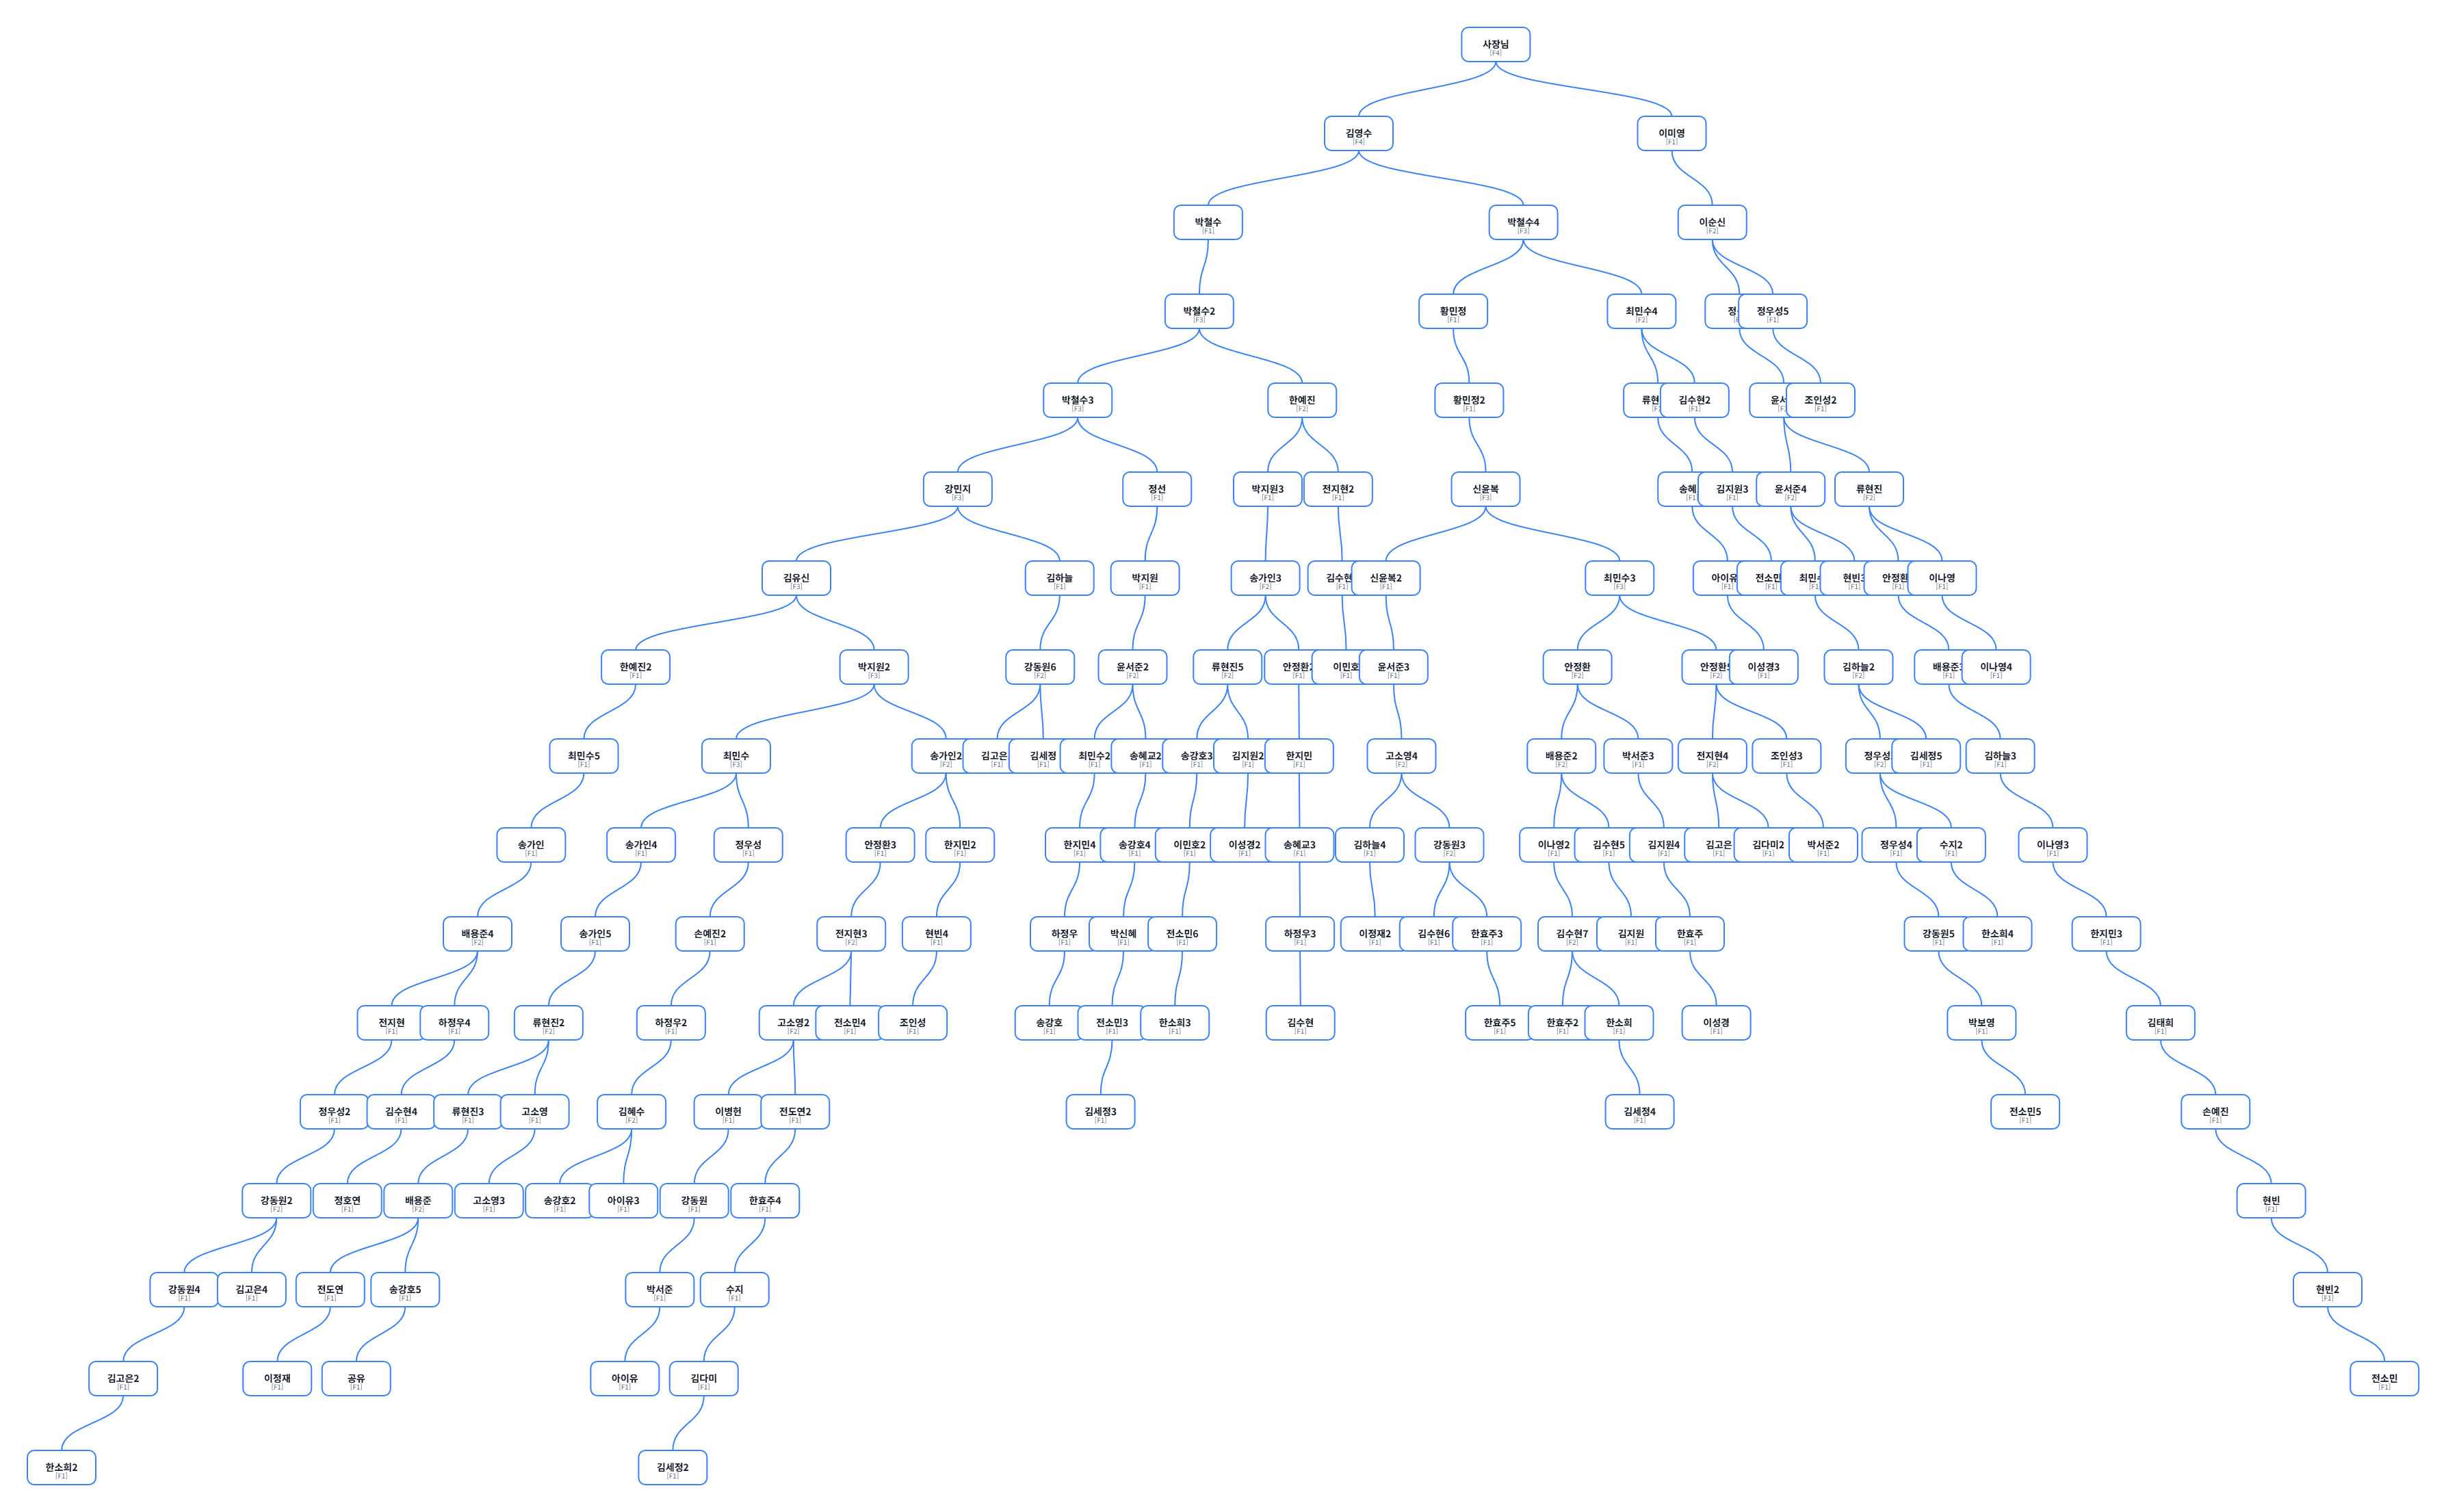 사장님
[F4]
김영수
[F4]
이미영
[F1]
박철수
[F1]
박철수4
[F3]
이순신
[F2]
박철수2
[F3]
황민정
[F1]
최민수4
[F2]
정우성5
[F1]
박철수3
[F3]
한예진
[F2]
황민정2
[F1]
류현
김수현2
[F1]
윤서
조인성2
[F1]
강민지
[F3]
정선
[F1]
박지원3
[F1]
전지현2
[F1]
신윤복
[F3]
송혜
김지원3
[F1]
윤서준4
[F2]
류현진
[F2]
김유신
[F3]
김하늘
[F1]
박지원
[F1]
송가인3
[F2]
김수현
[F1]
신윤복2
[F1]
최민수3
[F3]
아이유
[F1]
전소민
[F1]
최민
현빈3
[F1]
안정환
[F1]
이나영
[F1]
한예진2
[F1]
박지원2
[F3]
강동원6
[F2]
윤서준2
[F2]
류현진5
[F2]
안정환2
[F1]
이민호
[F1]
윤서준3
[F1]
안정환
[F2]
안정환5
[F2]
이성경3
[F1]
김하늘2
[F2]
배용준3
[F1]
이나영4
[F1]
최민수5
[F1]
최민수
[F3]
송가인2
[F2]
김고은
[F1]
김세정
[F1]
최민수2
[F1]
송혜교2
[F1]
송강호3
[F1]
김지원2
[F1]
한지민
[F1]
고소영4
[F2]
배용준2
[F2]
박서준3
[F1]
전지현4
[F2]
조인성3
[F1]
정우성
[F2]
김세정5
[F1]
김하늘3
[F1]
송가인
[F1]
송가인4
[F1]
정우성
[F1]
안정환3
[F1]
한지민2
[F1]
한지민4
[F1]
송강호4
[F1]
이민호2
[F1]
이성경2
[F1]
송혜교3
[F1]
김하늘4
[F1]
강동원3
[F2]
이나영2
[F1]
김수현5
[F1]
김지원4
[F1]
김고은
[F1]
김다미2
[F1]
박서준2
[F1]
정우성4
[F1]
수지2
[F1]
이나영3
[F1]
배용준4
[F2]
송가인5
[F1]
손예진2
[F1]
전지현3
[F2]
현빈4
[F1]
하정우
[F1]
박신혜
[F1]
전소민6
[F1]
하정우3
[F1]
이정재2
[F1]
김수현6
[F1]
한효주3
[F1]
김수현7
[F2]
김지원
[F1]
한효주
[F1]
강동원5
[F1]
한소희4
[F1]
한지민3
[F1]
전지현
[F1]
하정우4
[F1]
류현진2
[F2]
하정우2
[F1]
고소영2
[F2]
전소민4
[F1]
조인성
[F1]
송강호
[F1]
전소민3
[F1]
한소희3
[F1]
김수현
[F1]
한효주5
[F1]
한효주2
[F1]
한소희
[F1]
이성경
[F1]
박보영
[F1]
김태희
[F1]
정우성2
[F1]
김수현4
[F1]
류현진3
[F1]
고소영
[F1]
김혜수
[F2]
이병헌
[F1]
전도연2
[F1]
김세정3
[F1]
김세정4
[F1]
전소민5
[F1]
손예진
[F1]
강동원2
[F2]
정호연
[F1]
배용준
[F2]
고소영3
[F1]
송강호2
[F1]
아이유3
[F1]
강동원
[F1]
한효주4
[F1]
현빈
[F1]
강동원4
[F1]
김고은4
[F1]
전도연
[F1]
송강호5
[F1]
박서준
[F1]
수지
[F1]
현빈2
[F1]
김고은2
[F1]
이정재
[F1]
공유
[F1]
아이유
[F1]
김다미
[F1]
전소민
[F1]
한소희2
[F1]
김세정2
[F1]